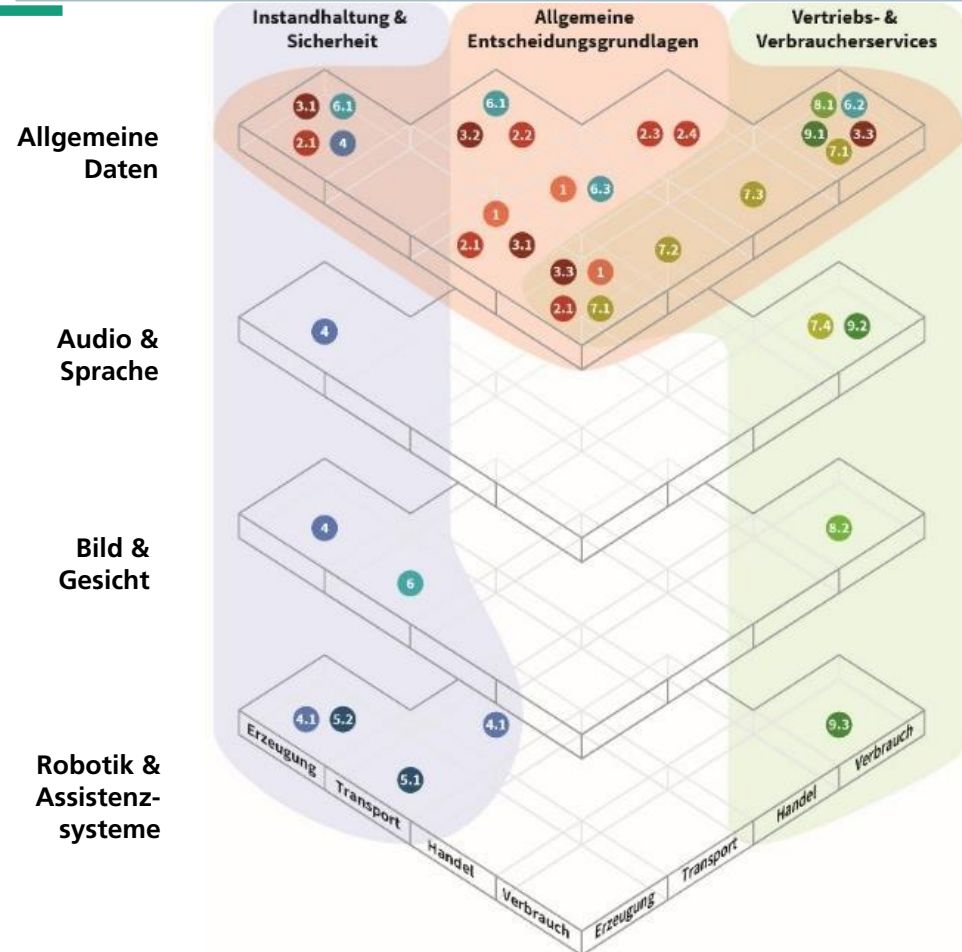 Instandhaltung &
Sicherheit
Allgemeine
Entscheidungsgrundlagen
Vertriebs- &
Verbraucherservices
Allgemeine
Daten
3.1 6.1
2.1 4
6.1
3.2 2.2
2.3 2.4
8.1 6.2
9.1 3.3
7.1
1 6.3
7.3
1
2.1 3.1
7.2
3.3 1
2.1 7.1
Audio &
Sprache
4
7.4 9.2
Bild &
Gesicht
4
8.2
6
Robotik &
Assistenz-
systeme
4.1 5.2
4.1
9.3
5.1
Erzeugung
Transport
Handel
Verbrauch
Erzeugung
Transport
Handel
Verbrauch